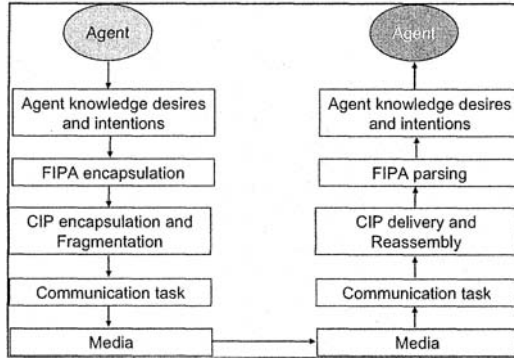 Agent
Agent knowledge desires
and intentions
FIPA encapsulation
CIP encapsulation and
Fragmentation
Communication task
Media
Agent
Agent knowledge desires
and intentions
FIPA parsing
CIP delivery and
Reassembly
Communication task
Media